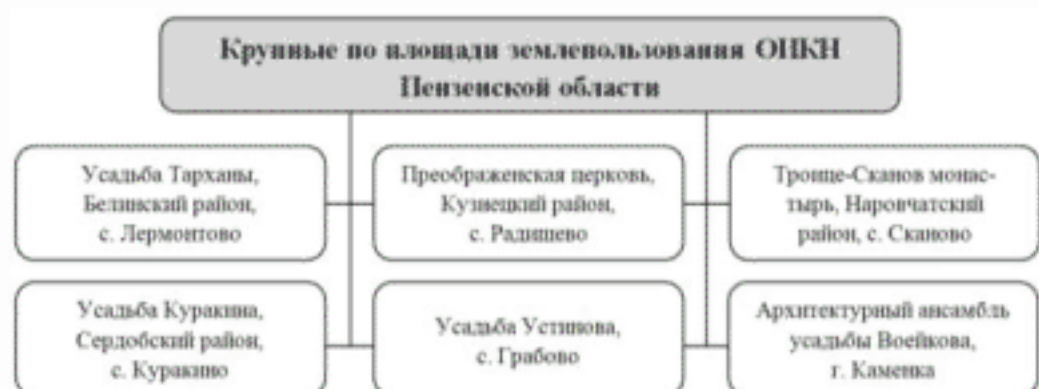 Крупные по площади землепользования ОПКН
Пензенской области
Усадьба Тарханы,
Белинский район,
с. Лермонтово
Преображенская церковь,
Кузнецкий район,
с. Радищево
Троице-Сканов монас-
тырь, Наровчатский
район, с. Сканово
Усадьба Куракина,
Сердобский район,
с. Куракино
Усадьба Устинова,
с. Грабово
Архитектурный ансамбль
усадьбы Воейкова,
г. Каменка